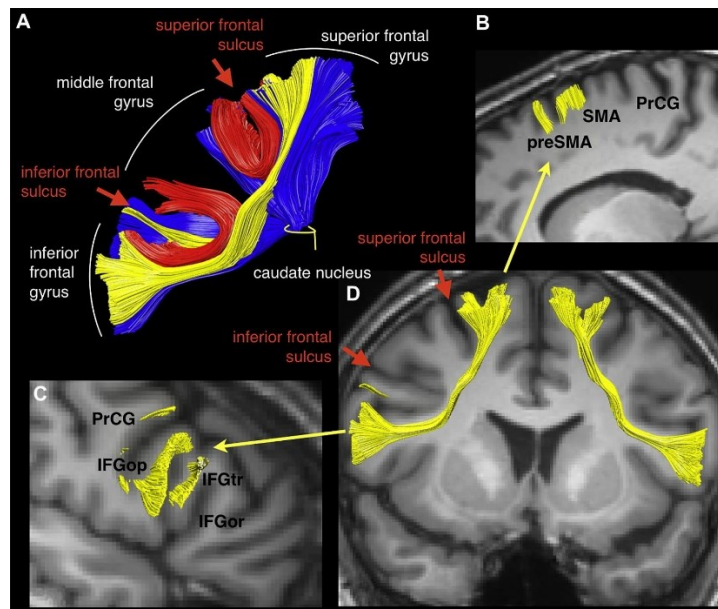 A
superior frontal
sulcus
superior frontal
gyrus
middle frontal
gyrus
inferior frontal
sulcus
inferior
frontal
gyrus
caudate nucleus
B
SMA
PrCG
preSMA
superior frontal
sulcus
D
inferior frontal
sulcus
C
PrCG
IFGop
IFGtr
IFGor